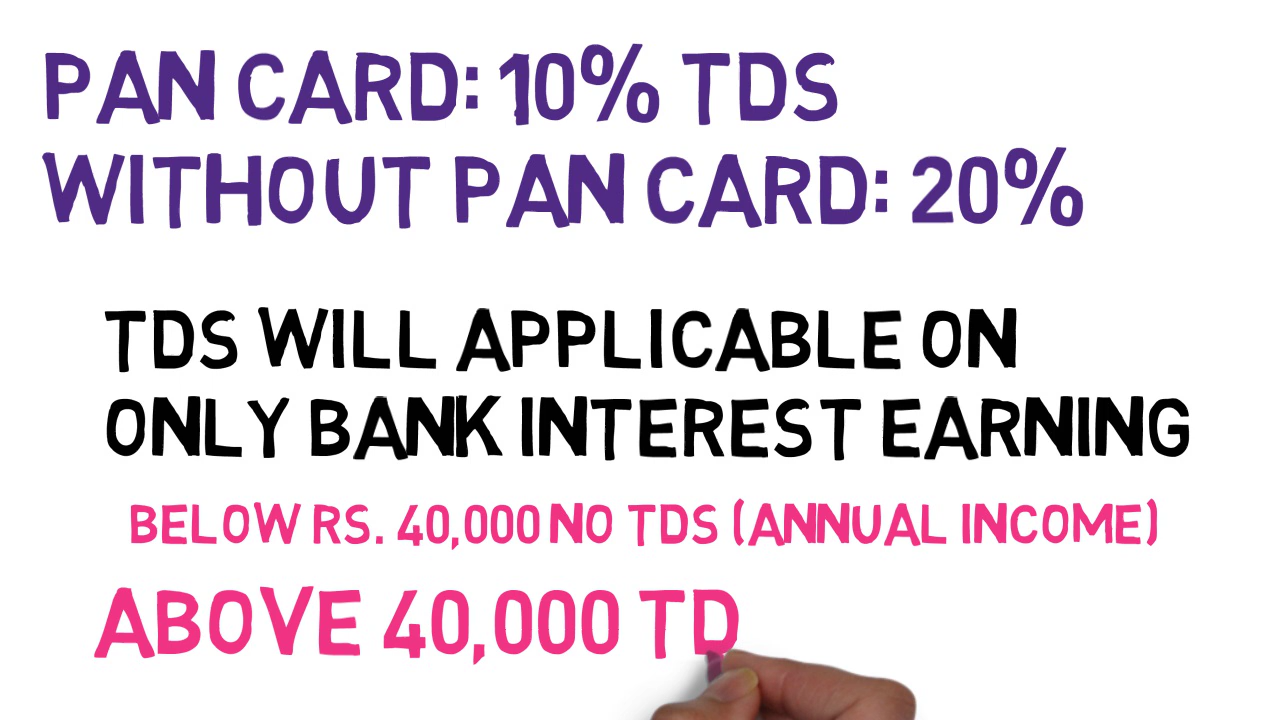 PAN CARD: 10% TDS
WITHOUT PAN CARD: 20%
TDS WILL APPLICABLE ON
ONLY BANK INTEREST EARNING
BELOW RS. 40,000 NO TDS (ANNUAL INCOME)
ABOVE 40,000 TD